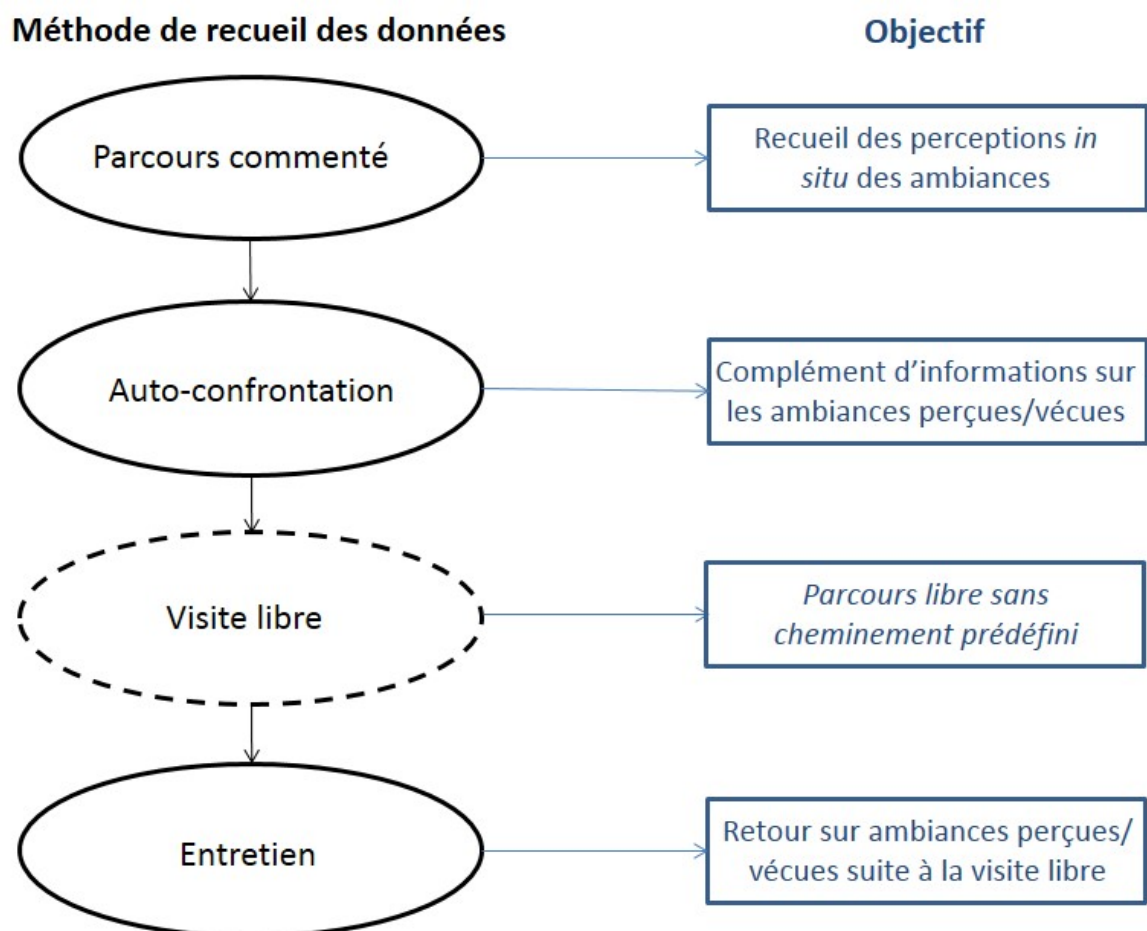 Méthode de recueil des données
Objectif
Parcours commenté
Recueil des perceptions in
situ des ambiances
Auto-confrontation
Complément d’informations sur
les ambiances perçues/vécues
Visite libre
Parcours libre sans
cheminement prédéfini
Entretien
Retour sur ambiances perçues/
vécues suite à la visite libre